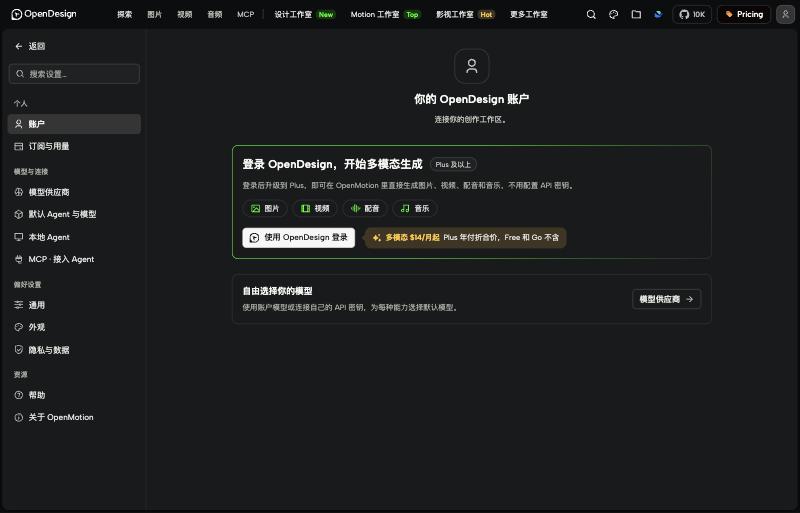 OpenDesign
探索 图片 视频 音频 MCP 设计工作室 New Motion 工作室 Top 影视工作室 Hot 更多工作室 10K Pricing
返回
搜索设置...
个人
账户
订阅与用量
模型与连接
模型供应商
默认 Agent 与模型
本地 Agent
MCP · 接入 Agent
偏好设置
通用
外观
隐私与数据
资源
帮助
关于 OpenMotion
你的 OpenDesign 账户
连接你的创作工作区。
登录 OpenDesign，开始多模态生成 Plus 及以上
登录后升级到 Plus，即可在 OpenMotion 里直接生成图片、视频、配音和音乐，不用配置 API 密钥。
图片 视频 配音 音乐
使用 OpenDesign 登录 多模态 $14/月起 Plus 年付折合价，Free 和 Go 不含
自由选择你的模型
使用账户模型或连接自己的 API 密钥，为每种能力选择默认模型。
模型供应商